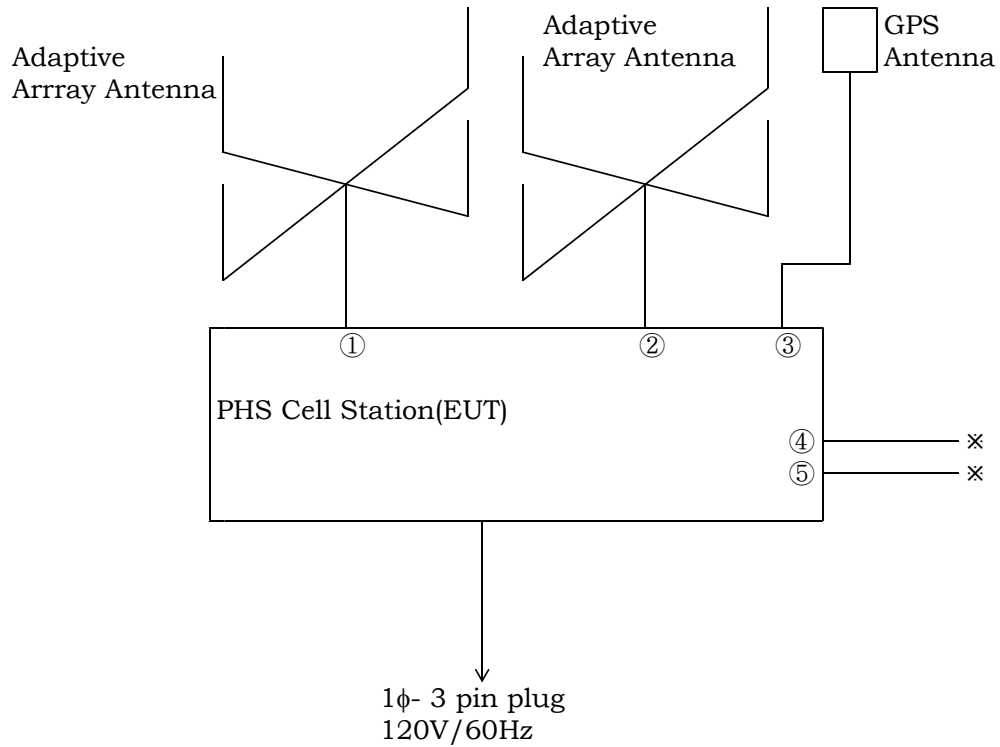 Adaptive
Arrray Antenna
Adaptive
Array Antenna
GPS
Antenna
①
②
③
PHS Cell Station(EUT)
④
※
⑤
※
1ϕ- 3 pin plug
120V/60Hz